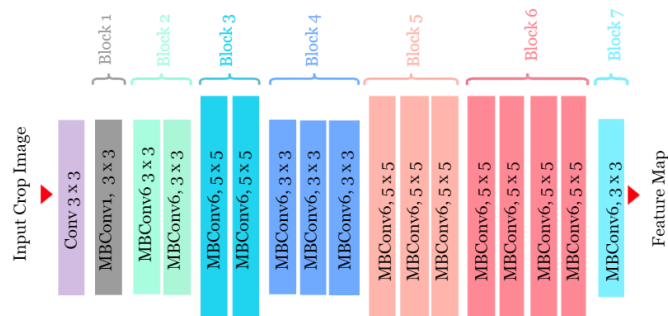 Block 1
Block 2
Block 3
Block 4
Block 5
Block 6
Block 7
Input Crop Image
Conv 3 x 3
MBConv1, 3 x 3
MBConv6 3 x 3
MBConv6, 3 x 3
MBConv6, 5 x 5
MBConv6, 5 x 5
MBConv6, 3 x 3
MBConv6, 3 x 3
MBConv6, 3 x 3
MBConv6, 5 x 5
MBConv6, 5 x 5
MBConv6, 5 x 5
MBConv6, 5 x 5
MBConv6, 5 x 5
MBConv6, 5 x 5
MBConv6, 5 x 5
MBConv6, 3 x 3
Feature Map